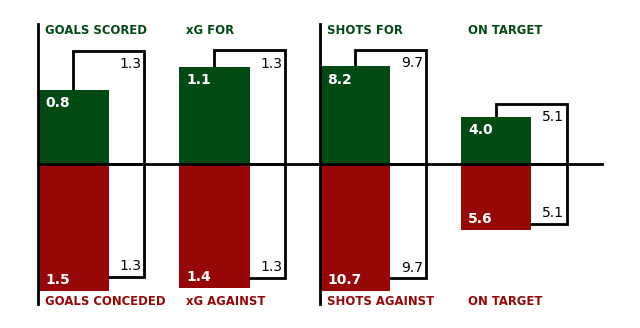 GOALS SCORED xG FOR SHOTS FOR ON TARGET
1.3 1.3 9.7
0.8 1.1 8.2
4.0 5.1
5.6 5.1
1.3 1.3 9.7
1.5 1.4 10.7
GOALS CONCEDED xG AGAINST SHOTS AGAINST ON TARGET